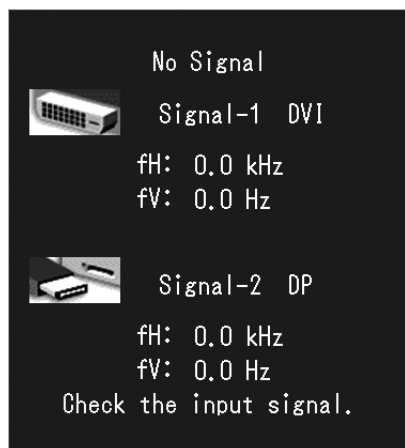 No Signal
Signal-1 DVI
fH: 0.0 kHz
fV: 0.0 Hz
Signal-2 DP
fH: 0.0 kHz
fV: 0.0 Hz
Check the input signal.